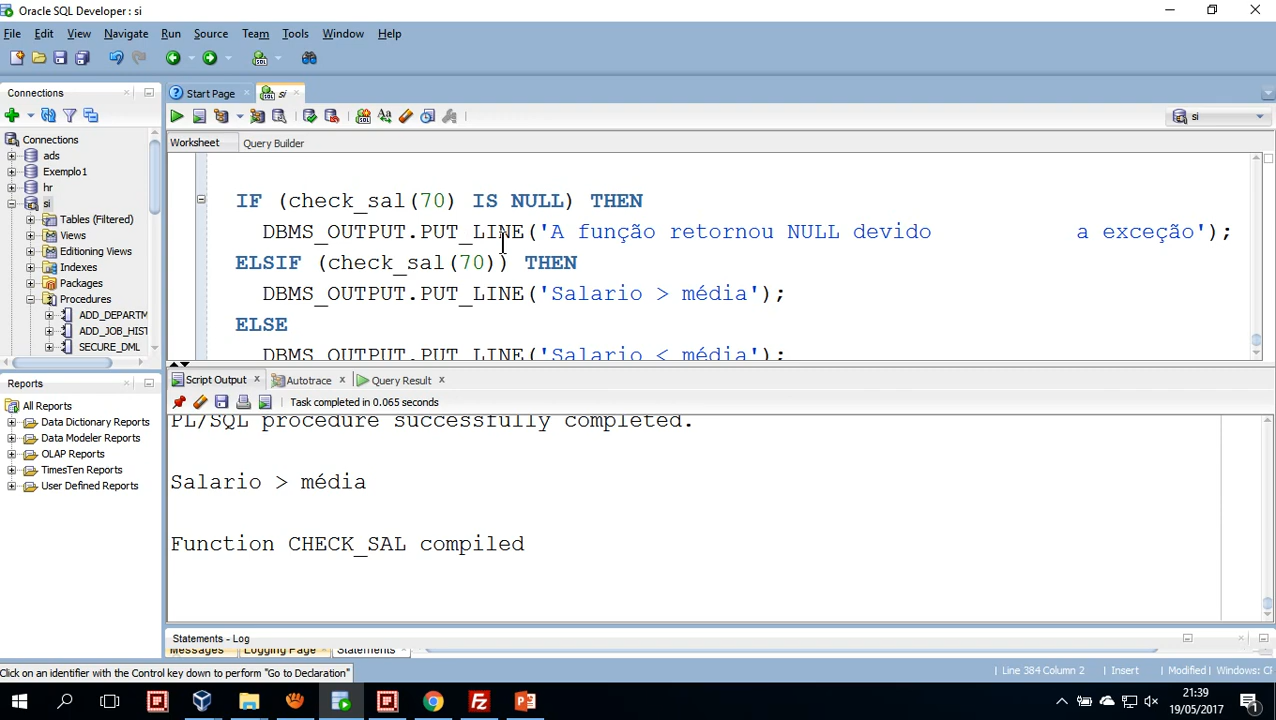 Oracle SQL Developer : si
File Edit View Navigate Run Source Team Tools Window Help
Connections
Start Page
si
si
Worksheet
Query Builder
Connections
ads
Exemplo1
hr
si
Tables (Filtered)
Views
Editioning Views
Indexes
Packages
Procedures
ADD_DEPARTM
ADD_JOB_HIST
SECURE_DML
IF (check_sal(70) IS NULL) THEN
DBMS_OUTPUT.PUT_LINE('A função retornou NULL devido a exceção');
ELSIF (check_sal(70)) THEN
DBMS_OUTPUT.PUT_LINE('Salario > média');
ELSE
DBMS_OUTPUT.PUT_LINE('Salario < média');
Reports
All Reports
Data Dictionary Reports
Data Modeler Reports
OLAP Reports
TimesTen Reports
User Defined Reports
Script Output
Autotrace
Query Result
Task completed in 0.065 seconds
PL/SQL procedure successfully completed.
Salario > média
Function CHECK_SAL compiled
Statements - Log
Messages
Logging Page
Statements
Click on an identifier with the Control key down to perform "Go to Declaration"
Line 384 Column 2
Insert
Modified
Windows: CF
21:39
19/05/2017
1